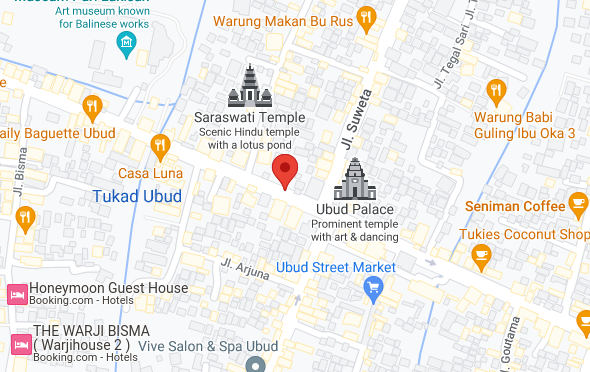 Art museum known
for Balinese works
Warung Makan Bu Rus
Jl. Tegal Sari
Jl. T
Saraswati Temple
Scenic Hindu temple
with a lotus pond
Jl. Suweta
Warung Babi
Guling Ibu Oka 3
aily Baguette Ubud
Casa Luna
Jl. Bisma
Tukad Ubud
Ubud Palace
Prominent temple
with art & dancing
Seniman Coffee
Tukies Coconut Shop
Jl. Arjuna
Ubud Street Market
Honeymoon Guest House
Booking.com - Hotels
THE WARJI BISMA
( Warjihouse 2 )
Booking.com - Hotels
Vive Salon & Spa Ubud
Jl. Goutama